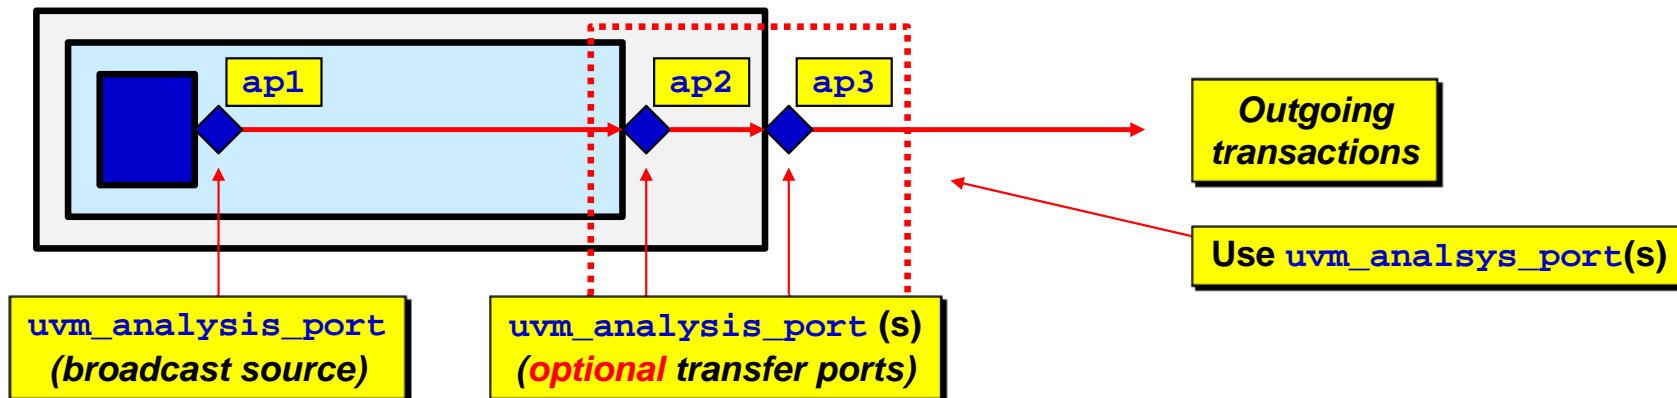 ap1
ap2
ap3
Outgoing
transactions
Use uvm_analsys_port(s)
uvm_analysis_port
(broadcast source)
uvm_analysis_port (s)
(optional transfer ports)